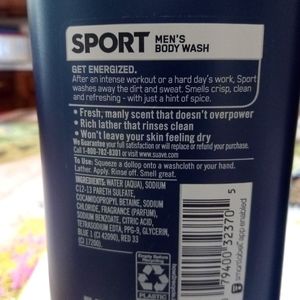 SPORT MEN'S
BODY WASH
GET ENERGIZED.
After an intense workout or a hard day's work, Sport
washes away the dirt and sweat. Smells crisp, clean
and refreshing - with just a hint of spice.
• Fresh, manly scent that doesn't overpower
• Rich lather that rinses clean
• Won't leave your skin feeling dry
We Guarantee your full satisfaction or will replace or refund your purchase.
Call 1-800-782-8301 or visit www.suave.com.
To Use: Squeeze a dollop onto a washcloth or your hand.
Lather. Apply. Rinse off. Smell great.
INGREDIENTS: WATER (AQUA), SODIUM
C12-13 PARETH SULFATE,
COCAMIDOPROPYL BETAINE, SODIUM
CHLORIDE, FRAGRANCE (PARFUM),
SODIUM BENZOATE, CITRIC ACID,
TETRASODIUM EDTA, PPG-9, GLYCERIN,
BLUE 1 (CI 42090), RED 33
(CI 17200).
Empty Before
Recycling
PLASTIC
79400 32370 5
app enabled